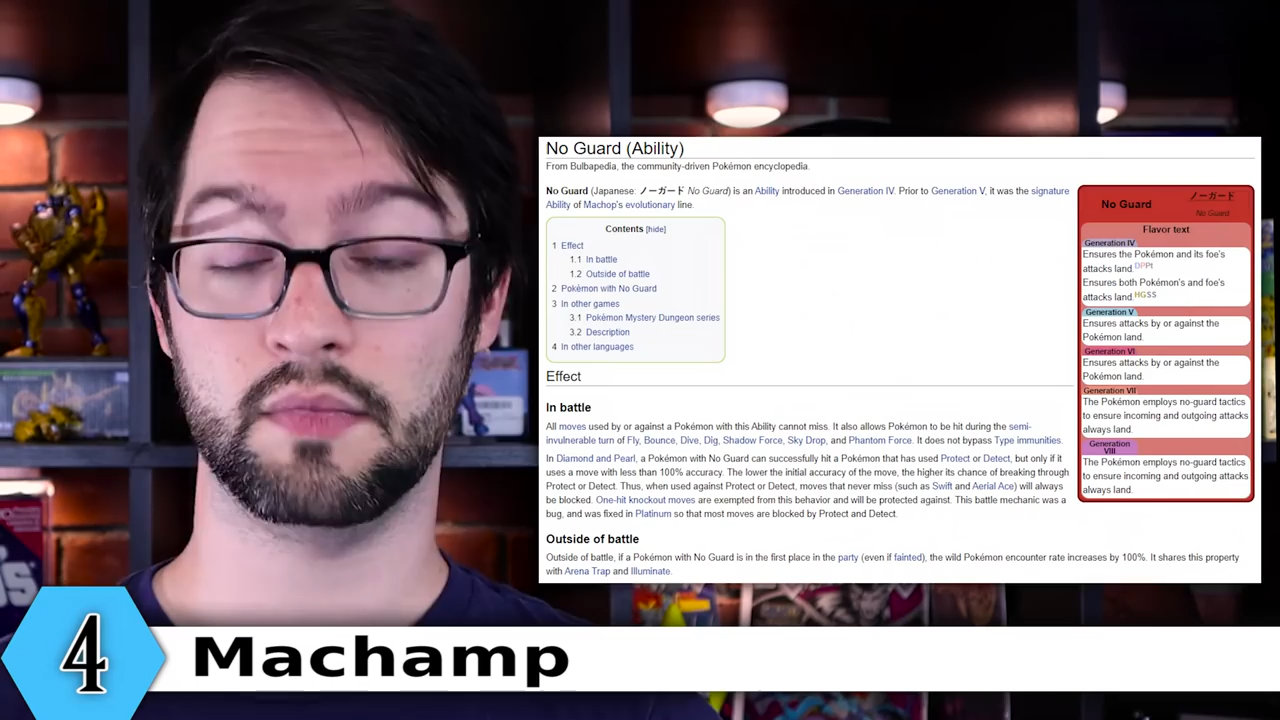 No Guard (Ability)
From Bulbapedia, the community-driven Pokémon encyclopedia.
No Guard (Japanese: ノーガード No Guard) is an Ability introduced in Generation IV. Prior to Generation V, it was the signature
Ability of Machop's evolutionary line.
Contents [hide]
1 Effect
1.1 In battle
1.2 Outside of battle
2 Pokémon with No Guard
3 In other games
3.1 Pokémon Mystery Dungeon series
3.2 Description
4 In other languages
No Guard
ノーガード
No Guard
Flavor text
Generation IV
Ensures the Pokémon and its foe's
attacks land.DPPt
Ensures both Pokémon's and foe's
attacks land.HGSS
Generation V
Ensures attacks by or against the
Pokémon land.
Generation VI
Ensures attacks by or against the
Pokémon land.
Generation VII
The Pokémon employs no-guard tactics
to ensure incoming and outgoing attacks
always land.
Generation
VIII
The Pokémon employs no-guard tactics
to ensure incoming and outgoing attacks
always land.
Effect
In battle
All moves used by or against a Pokémon with this Ability cannot miss. It also allows Pokémon to be hit during the semi-
invulnerable turn of Fly, Bounce, Dive, Dig, Shadow Force, Sky Drop, and Phantom Force. It does not bypass Type immunities.
In Diamond and Pearl, a Pokémon with No Guard can successfully hit a Pokémon that has used Protect or Detect, but only if it
uses a move with less than 100% accuracy. The lower the initial accuracy of the move, the higher its chance of breaking through
Protect or Detect. Thus, when used against Protect or Detect, moves that never miss (such as Swift and Aerial Ace) will always
be blocked. One-hit knockout moves are exempted from this behavior and will be protected against. This battle mechanic was a
bug, and was fixed in Platinum so that most moves are blocked by Protect and Detect.
Outside of battle
Outside of battle, if a Pokémon with No Guard is in the first place in the party (even if fainted), the wild Pokémon encounter rate increases by 100%. It shares this property
with Arena Trap and Illuminate.
4
Machamp